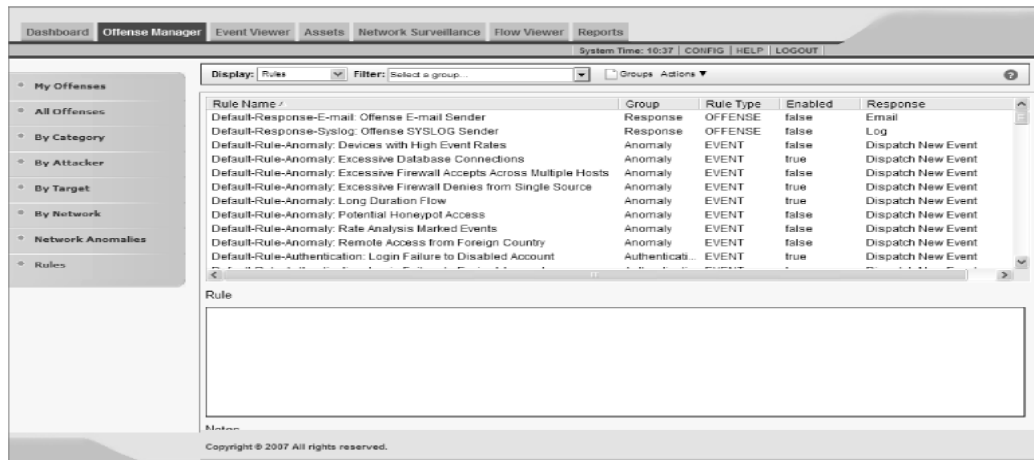 Dashboard Offense Manager Event Viewer Assets Network Surveillance Flow Viewer Reports
System Time: 10:37 | CONFIG | HELP | LOGOUT
My Offenses
All Offenses
By Category
By Attacker
By Target
By Network
Network Anomalies
Rules
Display: Rules Filter: Select a group... Groups Actions ▼
Rule Name Group Rule Type Enabled Response
Default-Response-E-mail: Offense E-mail Sender Response OFFENSE false Email
Default-Response-Syslog: Offense SYSLOG Sender Response OFFENSE false Log
Default-Rule-Anomaly: Devices with High Event Rates Anomaly EVENT false Dispatch New Event
Default-Rule-Anomaly: Excessive Database Connections Anomaly EVENT true Dispatch New Event
Default-Rule-Anomaly: Excessive Firewall Accepts Across Multiple Hosts Anomaly EVENT false Dispatch New Event
Default-Rule-Anomaly: Excessive Firewall Denies from Single Source Anomaly EVENT true Dispatch New Event
Default-Rule-Anomaly: Long Duration Flow Anomaly EVENT true Dispatch New Event
Default-Rule-Anomaly: Potential Honeypot Access Anomaly EVENT false Dispatch New Event
Default-Rule-Anomaly: Rate Analysis Marked Events Anomaly EVENT false Dispatch New Event
Default-Rule-Anomaly: Remote Access from Foreign Country Anomaly EVENT false Dispatch New Event
Default-Rule-Authentication: Login Failure to Disabled Account Authenticati... EVENT true Dispatch New Event
Rule
Notes
Copyright © 2007 All rights reserved.